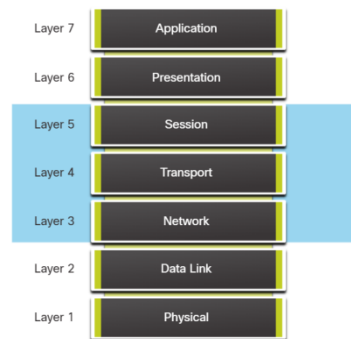 Layer 7 Application
Layer 6 Presentation
Layer 5 Session
Layer 4 Transport
Layer 3 Network
Layer 2 Data Link
Layer 1 Physical